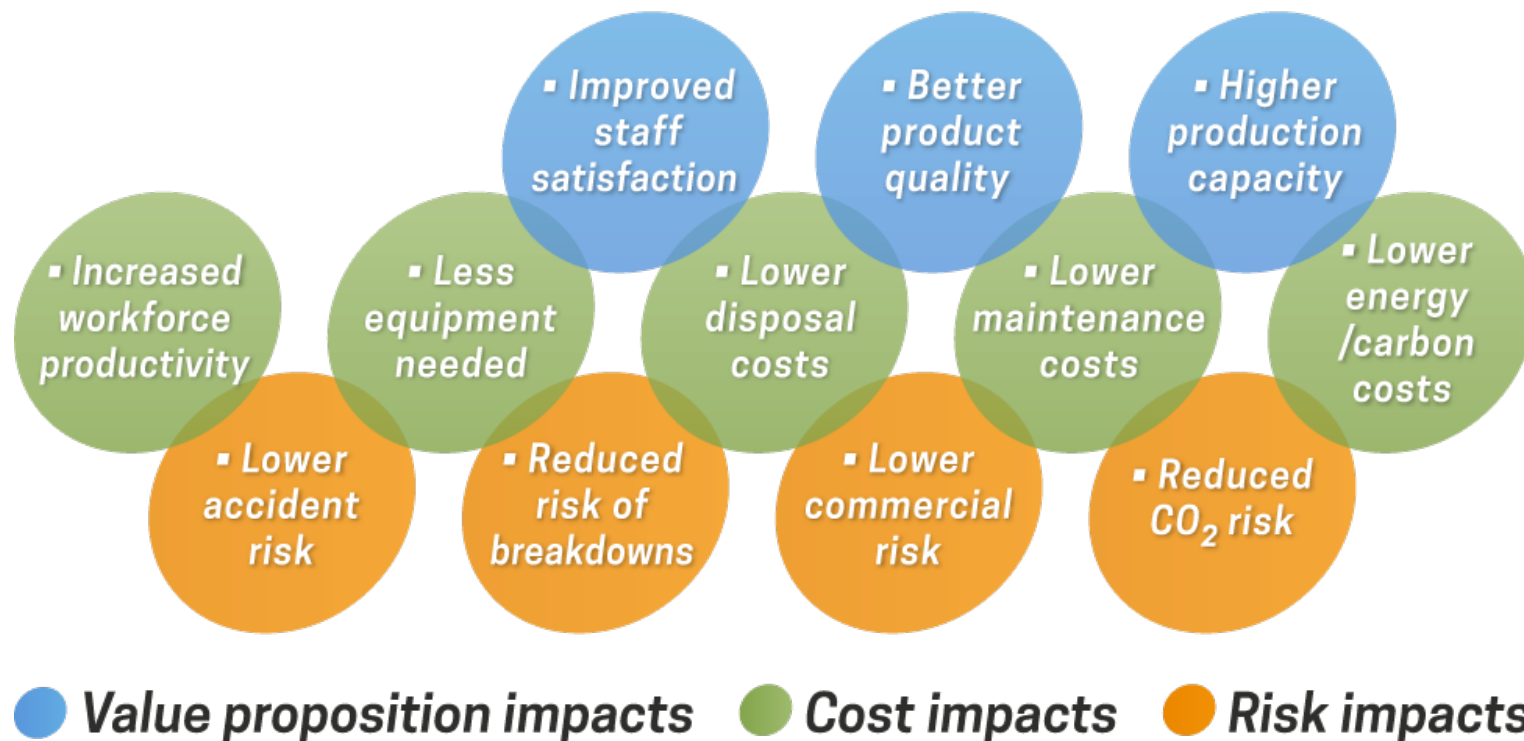 ▪ Improved
staff
satisfaction
▪ Better
product
quality
▪ Higher
production
capacity
▪ Increased
workforce
productivity
▪ Less
equipment
needed
▪ Lower
disposal
costs
▪ Lower
maintenance
costs
▪ Lower
energy
/carbon
costs
▪ Lower
accident
risk
▪ Reduced
risk of
breakdowns
▪ Lower
commercial
risk
▪ Reduced
CO₂ risk
Value proposition impacts
Cost impacts
Risk impacts